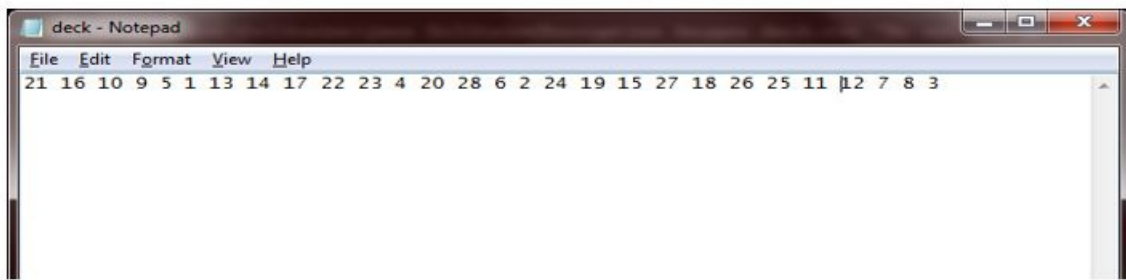 deck - Notepad
File Edit Format View Help
21 16 10 9 5 1 13 14 17 22 23 4 20 28 6 2 24 19 15 27 18 26 25 11 12 7 8 3